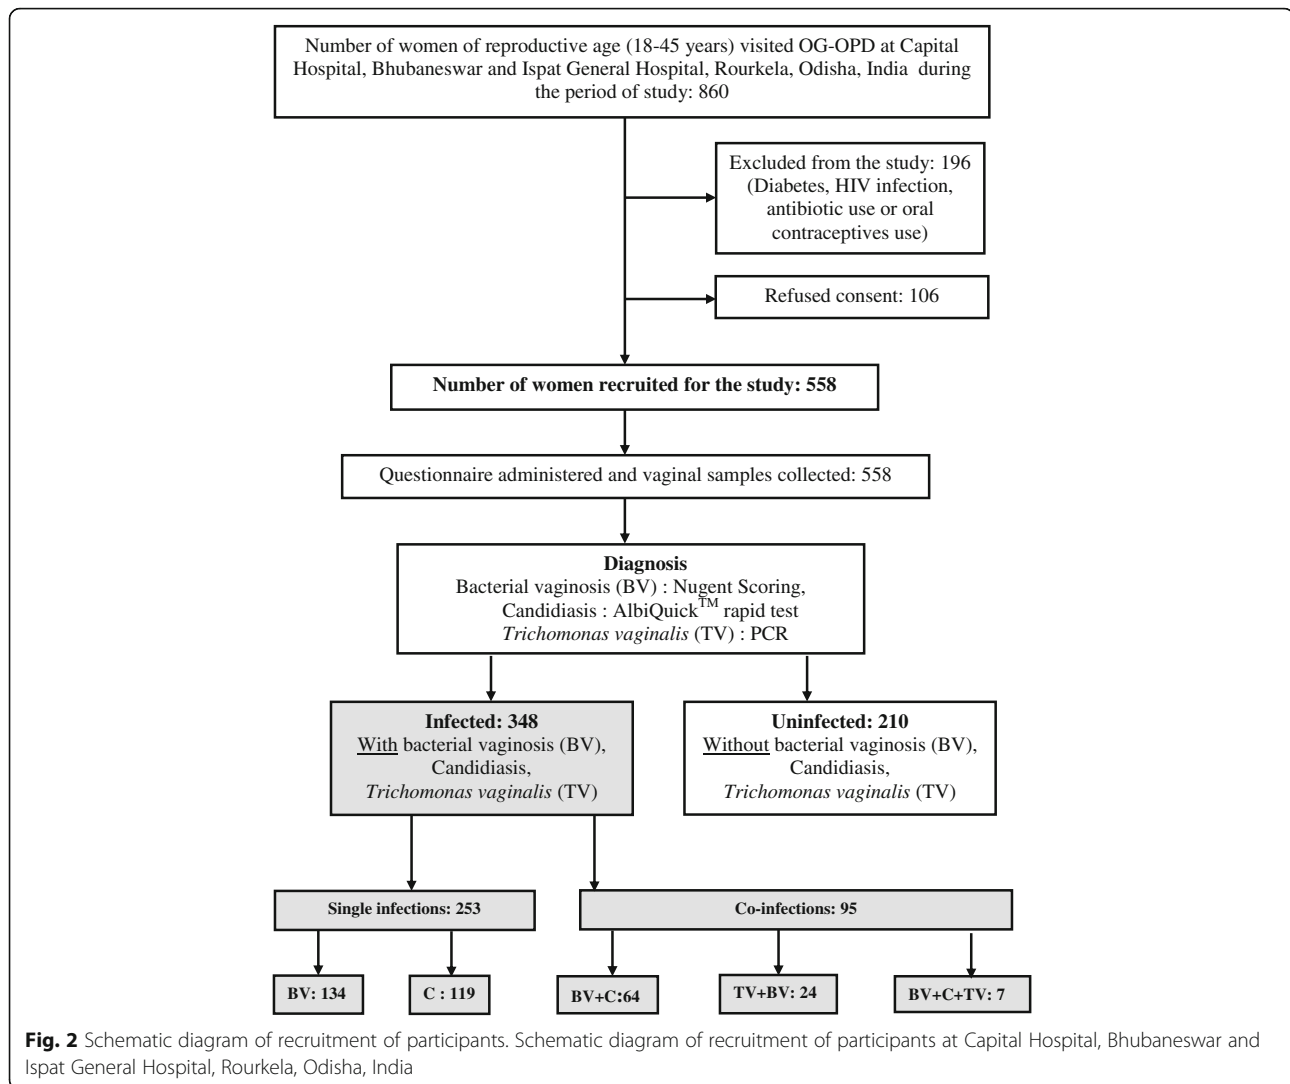 Number of women of reproductive age (18-45 years) visited OG-OPD at Capital
Hospital, Bhubaneswar and Ispat General Hospital, Rourkela, Odisha, India during
the period of study: 860
Excluded from the study: 196
(Diabetes, HIV infection,
antibiotic use or oral
contraceptives use)
Refused consent: 106
Number of women recruited for the study: 558
Questionnaire administered and vaginal samples collected: 558
Diagnosis
Bacterial vaginosis (BV) : Nugent Scoring,
Candidiasis : AlbiQuick™ rapid test
Trichomonas vaginalis (TV) : PCR
Infected: 348
With bacterial vaginosis (BV),
Candidiasis,
Trichomonas vaginalis (TV)
Uninfected: 210
Without bacterial vaginosis (BV),
Candidiasis,
Trichomonas vaginalis (TV)
Single infections: 253
Co-infections: 95
BV: 134
C : 119
BV+C:64
TV+BV: 24
BV+C+TV: 7
Fig. 2 Schematic diagram of recruitment of participants. Schematic diagram of recruitment of participants at Capital Hospital, Bhubaneswar and
Ispat General Hospital, Rourkela, Odisha, India